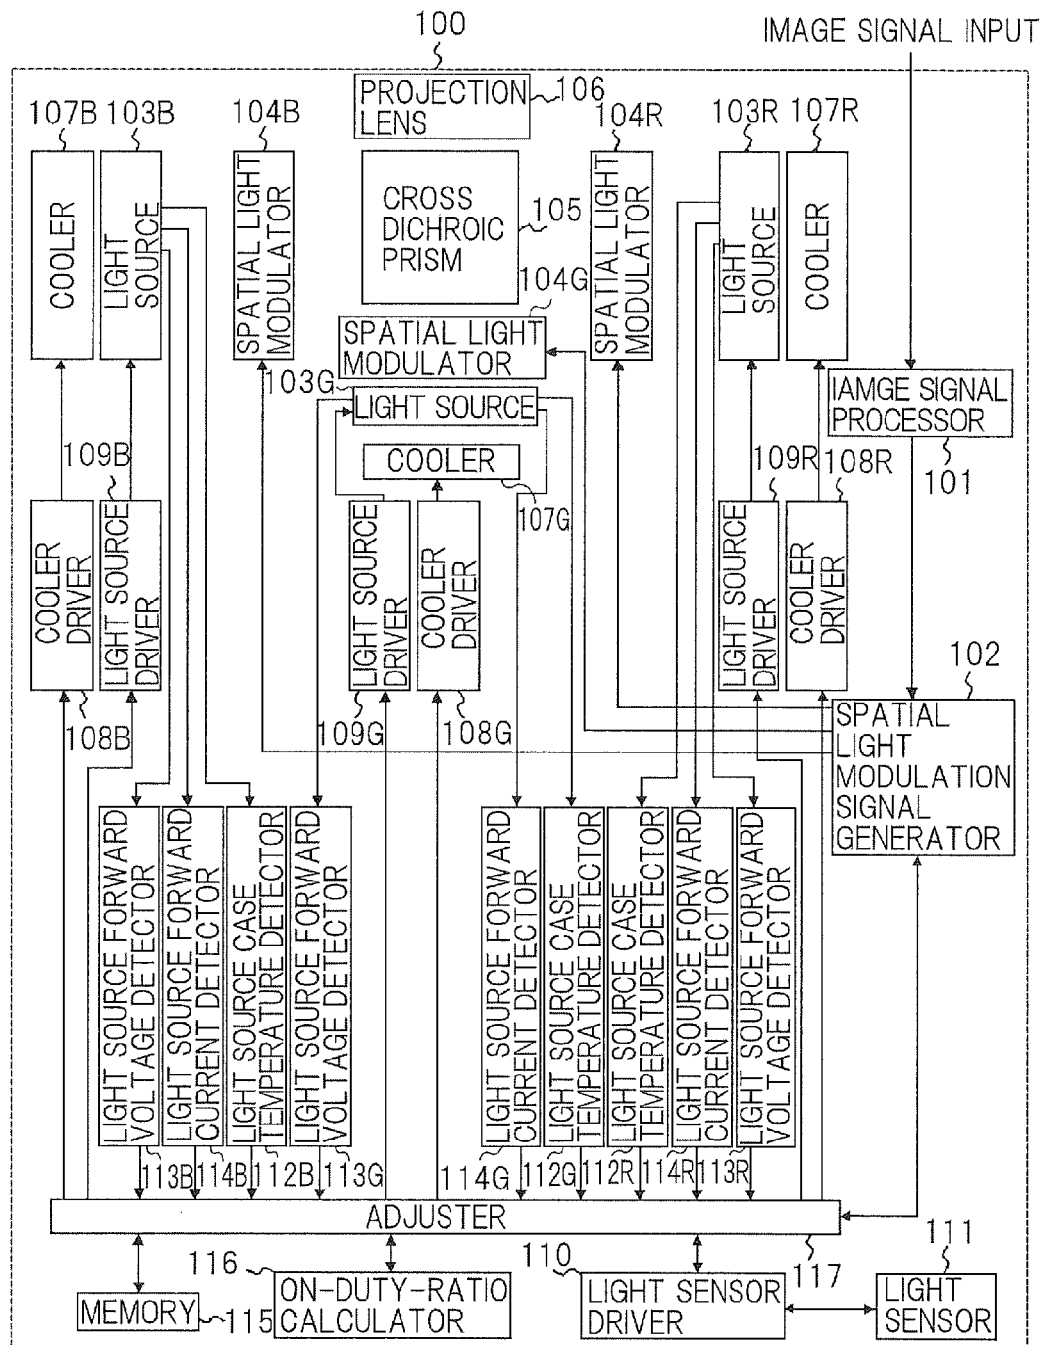 100
IMAGE SIGNAL INPUT
PROJECTION
LENS
106
107B
103B
104B
104R
103R
107R
COOLER
LIGHT
SOURCE
SPATIAL LIGHT
MODULATOR
CROSS
DICHROIC
PRISM
105
SPATIAL LIGHT
MODULATOR
LIGHT
SOURCE
COOLER
104G
SPATIAL LIGHT
MODULATOR
103G
LIGHT SOURCE
IAMGE SIGNAL
PROCESSOR
101
COOLER
107G
109B
109R
108R
COOLER
DRIVER
LIGHT SOURCE
DRIVER
LIGHT SOURCE
DRIVER
COOLER
DRIVER
LIGHT SOURCE
DRIVER
COOLER
DRIVER
102
108B
109G
108G
SPATIAL
LIGHT
MODULATION
SIGNAL
GENERATOR
LIGHT SOURCE FORWARD
VOLTAGE DETECTOR
LIGHT SOURCE FORWARD
CURRENT DETECTOR
LIGHT SOURCE CASE
TEMPERATURE DETECTOR
LIGHT SOURCE FORWARD
VOLTAGE DETECTOR
LIGHT SOURCE FORWARD
CURRENT DETECTOR
LIGHT SOURCE CASE
TEMPERATURE DETECTOR
LIGHT SOURCE CASE
TEMPERATURE DETECTOR
LIGHT SOURCE FORWARD
CURRENT DETECTOR
LIGHT SOURCE FORWARD
VOLTAGE DETECTOR
113B
114B
112B
113G
114G
112G
112R
114R
113R
ADJUSTER
117
116
110
111
MEMORY
115
ON-DUTY-RATIO
CALCULATOR
LIGHT SENSOR
DRIVER
LIGHT
SENSOR